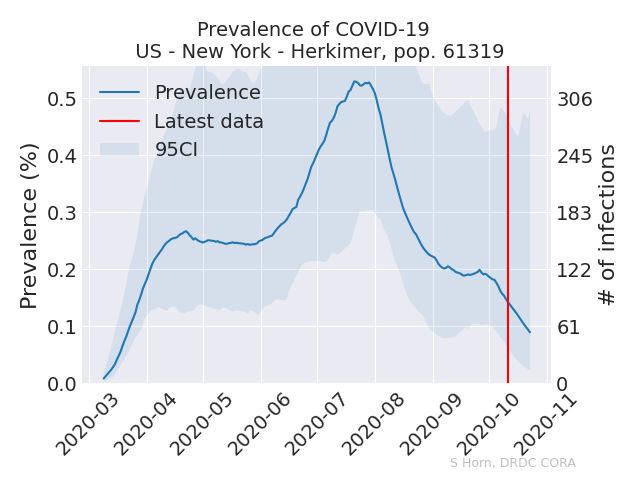 Prevalence of COVID-19
US - New York - Herkimer, pop. 61319
Prevalence
Latest data
95CI
Prevalence (%)
0.5
0.4
0.3
0.2
0.1
0.0
306
245
183
122
61
0
# of infections
2020-03
2020-04
2020-05
2020-06
2020-07
2020-08
2020-09
2020-10
2020-11
S Horn, DRDC CORA